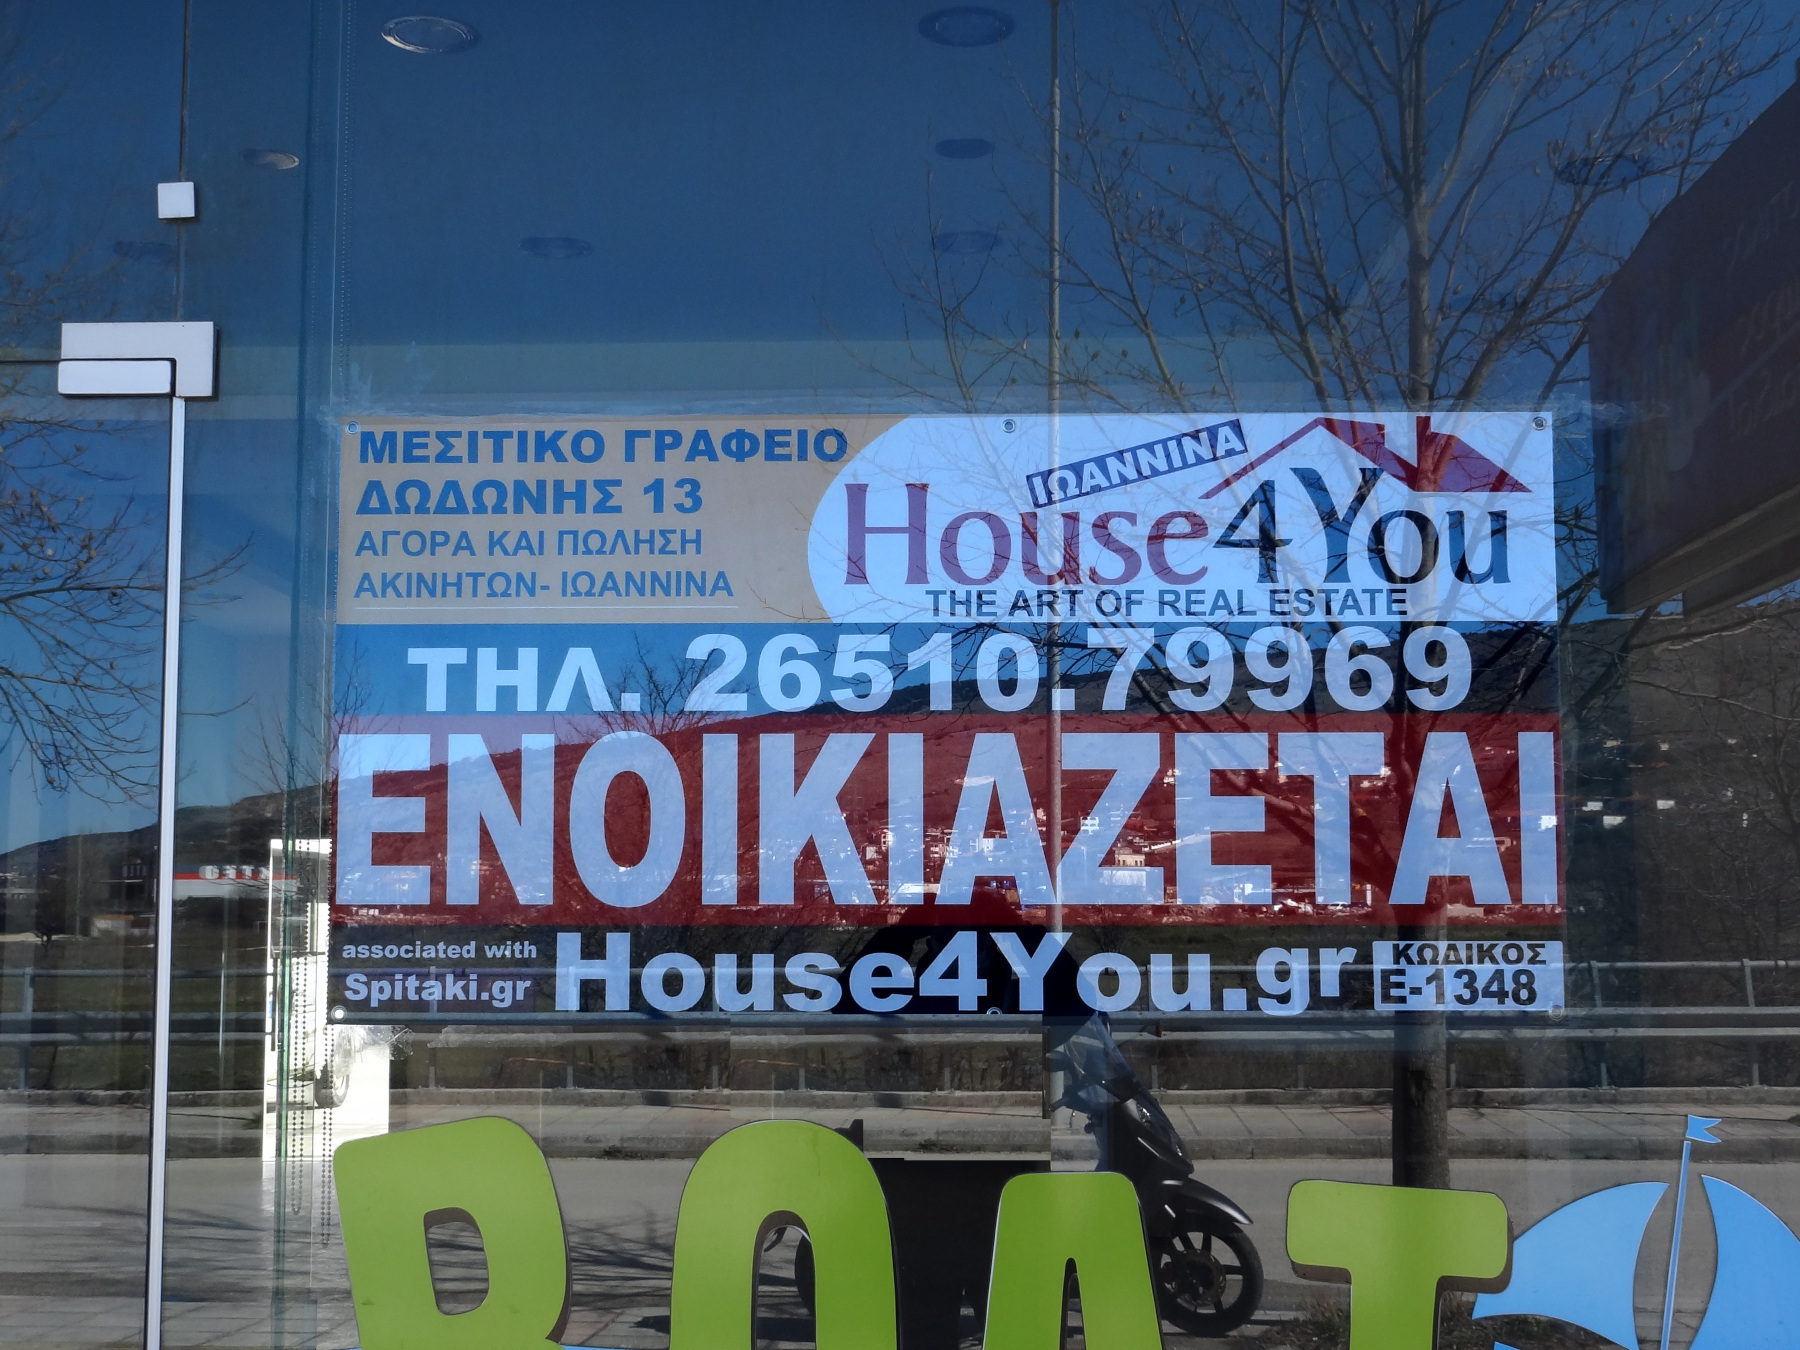 ΜΕΣΙΤΙΚΟ ΓΡΑΦΕΙΟ
ΔΩΔΩΝΗΣ 13
ΑΓΟΡΑ ΚΑΙ ΠΩΛΗΣΗ
ΑΚΙΝΗΤΩΝ- ΙΩΑΝΝΙΝΑ
ΙΩΑΝΝΙΝΑ
House4You
THE ART OF REAL ESTATE
ΤΗΛ. 26510.79969
ΕΝΟΙΚΙΑΖΕΤΑΙ
associated with
Spitaki.gr
House4You.gr
ΚΩΔΙΚΟΣ
E-1348